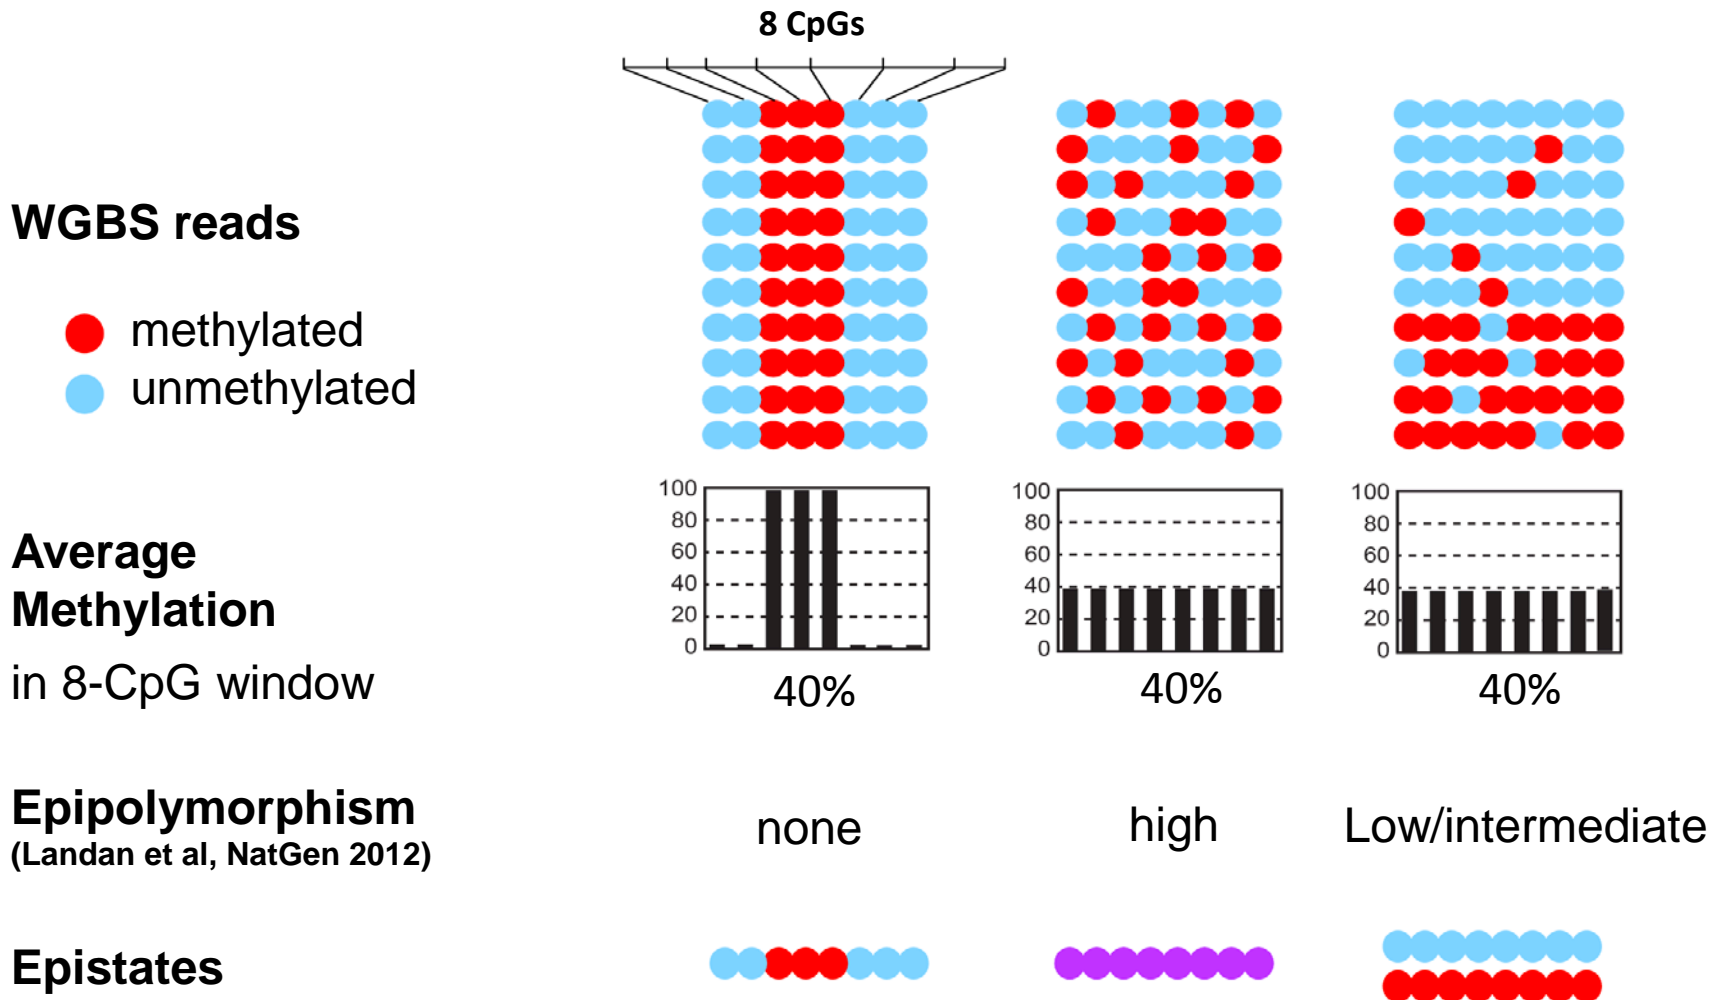 8 CpGs
WGBS reads
methylated
unmethylated
100
80
60
40
20
0
100
80
60
40
20
0
100
80
60
40
20
0
Average
Methylation
in 8-CpG window
40%
40%
40%
Epipolymorphism
(Landan et al, NatGen 2012)
none
high
Low/intermediate
Epistates